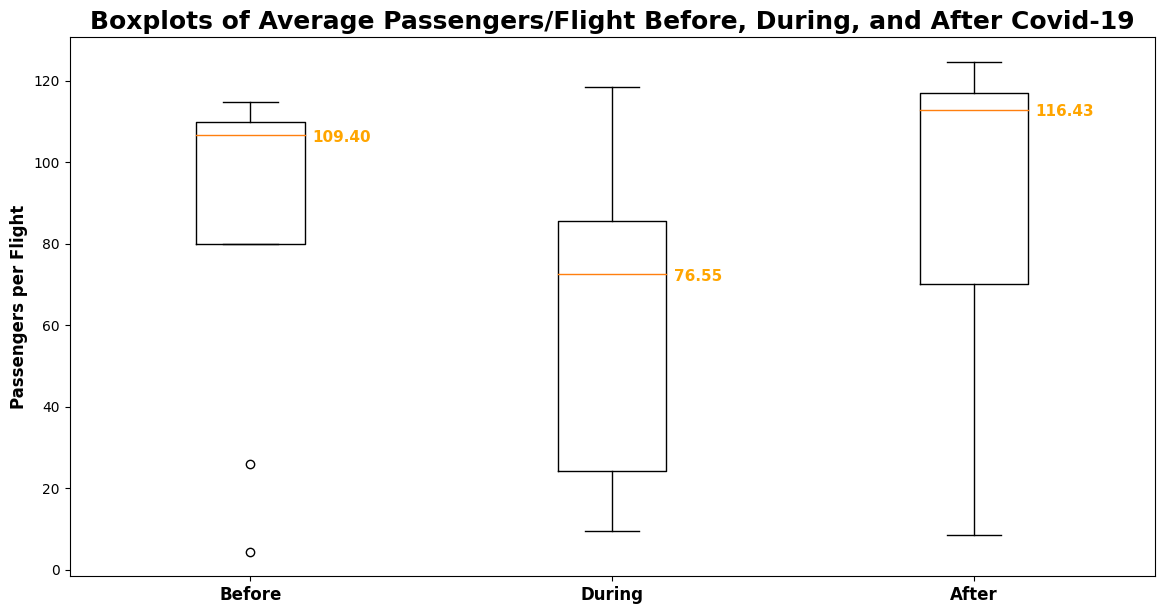 Boxplots of Average Passengers/Flight Before, During, and After Covid-19
Passengers per Flight
120
100
80
60
40
20
0
109.40
76.55
116.43
Before
During
After